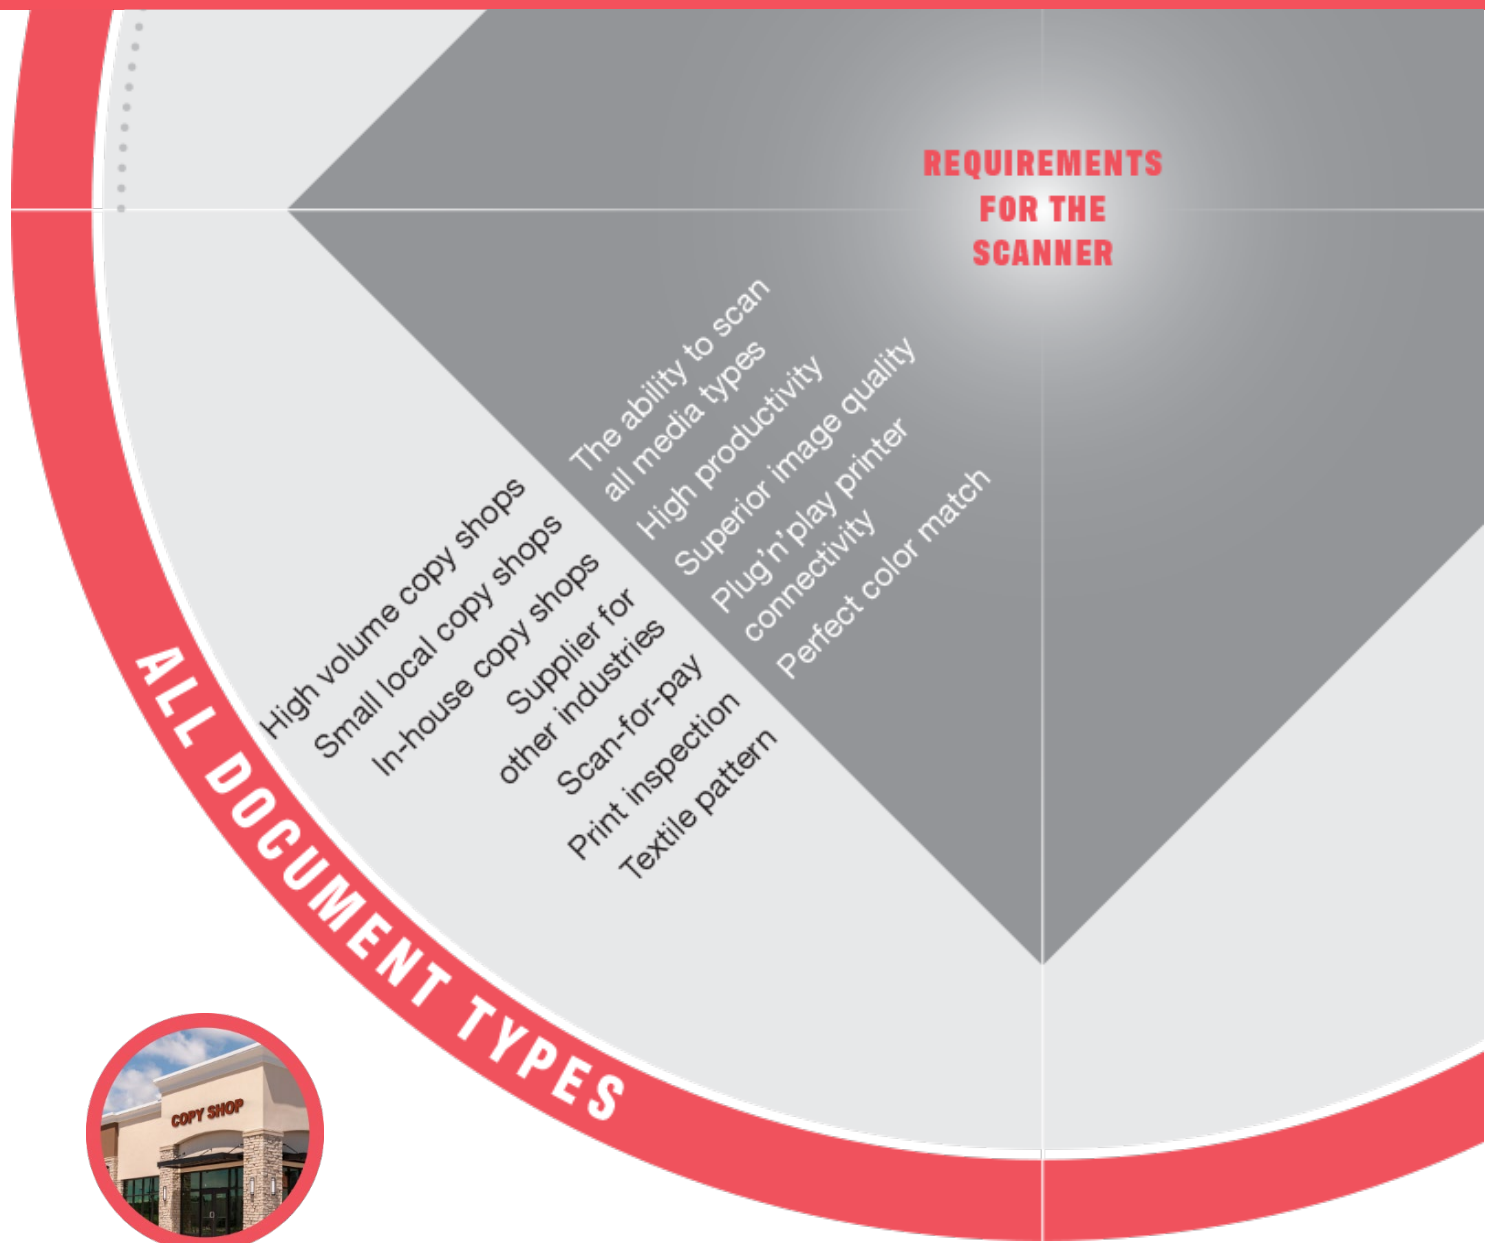 REQUIREMENTS
FOR THE
SCANNER
The ability to scan
all media types
High productivity
Superior image quality
Plug'n'play printer
connectivity
Perfect color match
High volume copy shops
Small local copy shops
In-house copy shops
Supplier for
other industries
Scan-for-pay
Print inspection
Textile pattern
ALL DOCUMENT TYPES
COPY SHOP